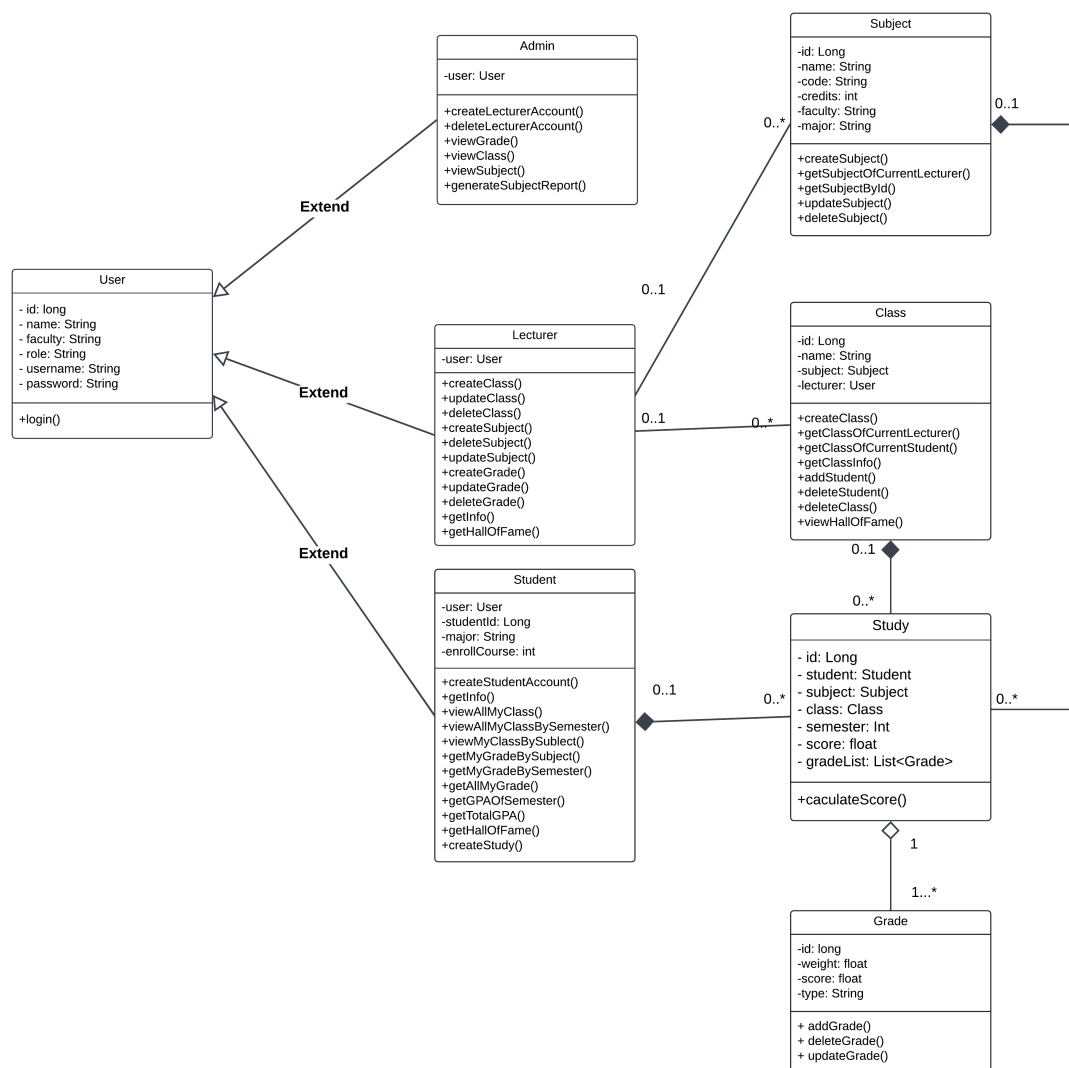 Admin
-user: User
+createLecturerAccount()
+deleteLecturerAccount()
+viewGrade()
+viewClass()
+viewSubject()
+generateSubjectReport()
Subject
-id: Long
-name: String
-code: String
-credits: int
-faculty: String
-major: String
+createSubject()
+getSubjectOfCurrentLecturer()
+getSubjectById()
+updateSubject()
+deleteSubject()
0..1
0..*
Extend
User
- id: long
- name: String
- faculty: String
- role: String
- username: String
- password: String
+login()
Extend
Extend
0..1
Lecturer
-user: User
+createClass()
+updateClass()
+deleteClass()
+createSubject()
+deleteSubject()
+updateSubject()
+createGrade()
+updateGrade()
+deleteGrade()
+getInfo()
+getHallOfFame()
0..1
0..*
Class
-id: Long
-name: String
-subject: Subject
-lecturer: User
+createClass()
+getClassOfCurrentLecturer()
+getClassOfCurrentStudent()
+getClassInfo()
+addStudent()
+deleteStudent()
+deleteClass()
+viewHallOfFame()
0..1
0..*
Student
-user: User
-studentId: Long
-major: String
-enrollCourse: int
+createStudentAccount()
+getInfo()
+viewAllMyClass()
+viewAllMyClassBySemester()
+viewMyClassBySublect()
+getMyGradeBySubject()
+getMyGradeBySemester()
+getAllMyGrade()
+getGPAOfSemester()
+getTotalGPA()
+getHallOfFame()
+createStudy()
0..1
0..*
Study
- id: Long
- student: Student
- subject: Subject
- class: Class
- semester: Int
- score: float
- gradeList: List<Grade>
+caculateScore()
0..*
1
1...*
Grade
-id: long
-weight: float
-score: float
-type: String
+ addGrade()
+ deleteGrade()
+ updateGrade()